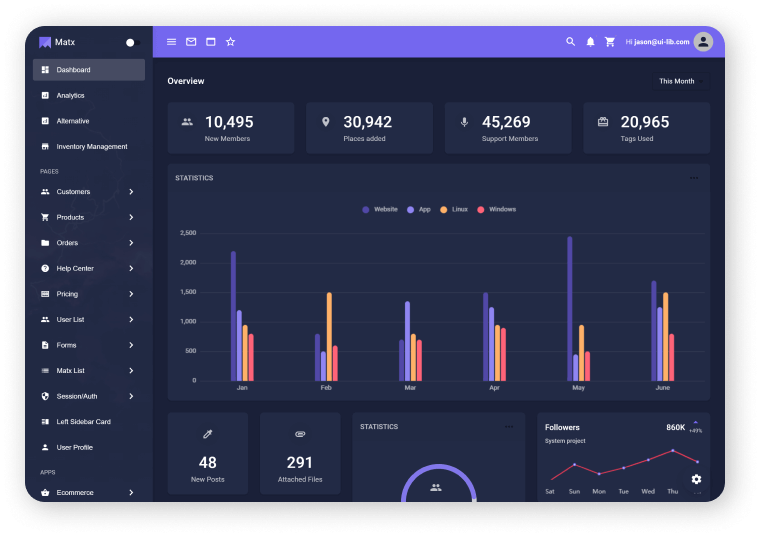 Matx
Hi jason@ui-lib.com
Dashboard
Analytics
Alternative
Inventory Management
PAGES
Customers
Products
Orders
Help Center
Pricing
User List
Forms
Matx List
Session/Auth
Left Sidebar Card
User Profile
APPS
Ecommerce
Overview
This Month
10,495
New Members
30,942
Places added
45,269
Support Members
20,965
Tags Used
STATISTICS
Website App Linux Windows
2,500
2,000
1,500
1,000
500
0
Jan Feb Mar Apr May June
48
New Posts
291
Attached Files
STATISTICS
Followers
860K
+49%
System project
Sat Sun Mon Tue Wed Thu